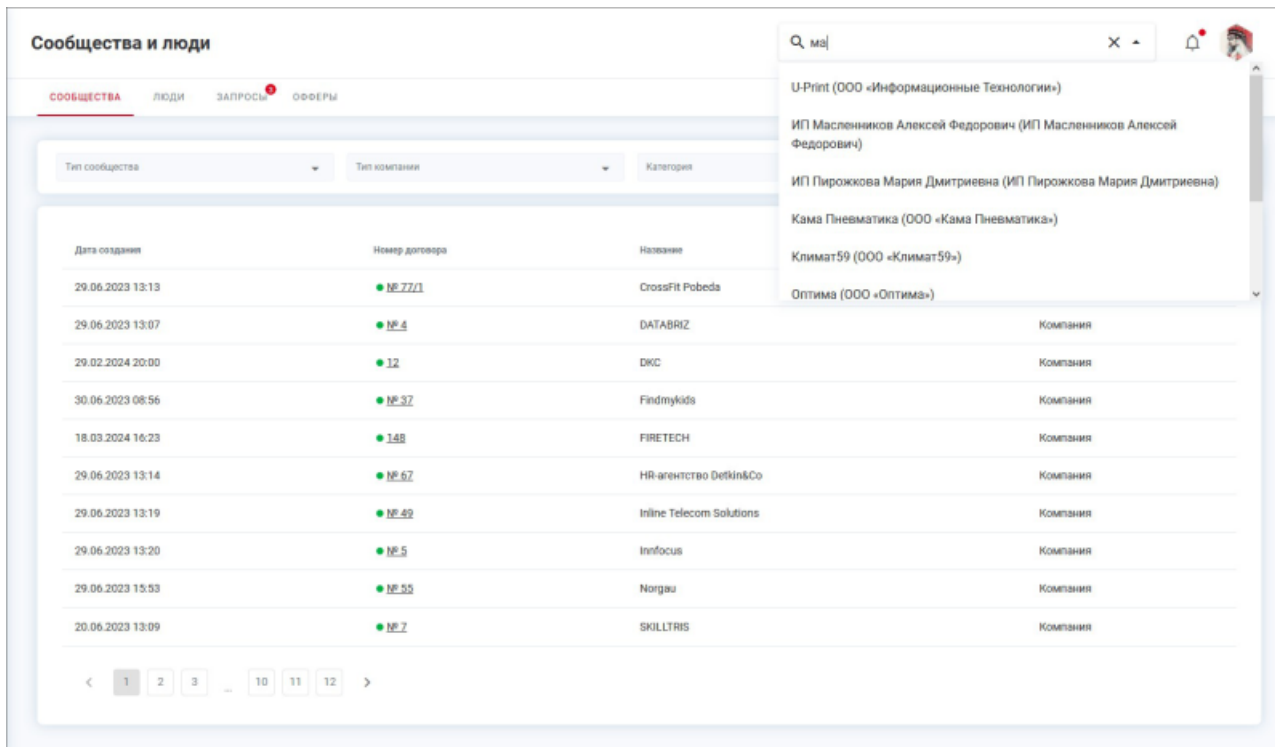 Сообщества и люди
ма
СООБЩЕСТВА ЛЮДИ ЗАПРОСЫ 3 ОФФЕРЫ
U-Print (ООО «Информационные Технологии»)
ИП Масленников Алексей Федорович (ИП Масленников Алексей
Федорович)
ИП Пирожкова Мария Дмитриевна (ИП Пирожкова Мария Дмитриевна)
Кама Пневматика (ООО «Кама Пневматика»)
Климат59 (ООО «Климат59»)
Оптима (ООО «Оптима»)
Тип сообщества Тип компании Категория
Дата создания Номер договора Название
29.06.2023 13:13 № 77/1 CrossFit Pobeda
29.06.2023 13:07 № 4 DATABRIZ Компания
29.02.2024 20:00 12 DKC Компания
30.06.2023 08:56 № 37 Findmykids Компания
18.03.2024 16:23 148 FIRETECH Компания
29.06.2023 13:14 № 67 HR-агентство Detkin&Co Компания
29.06.2023 13:19 № 49 Inline Telecom Solutions Компания
29.06.2023 13:20 № 5 Innfocus Компания
29.06.2023 15:53 № 55 Norgau Компания
20.06.2023 13:09 № 7 SKILLTRIS Компания
1 2 3 ... 10 11 12